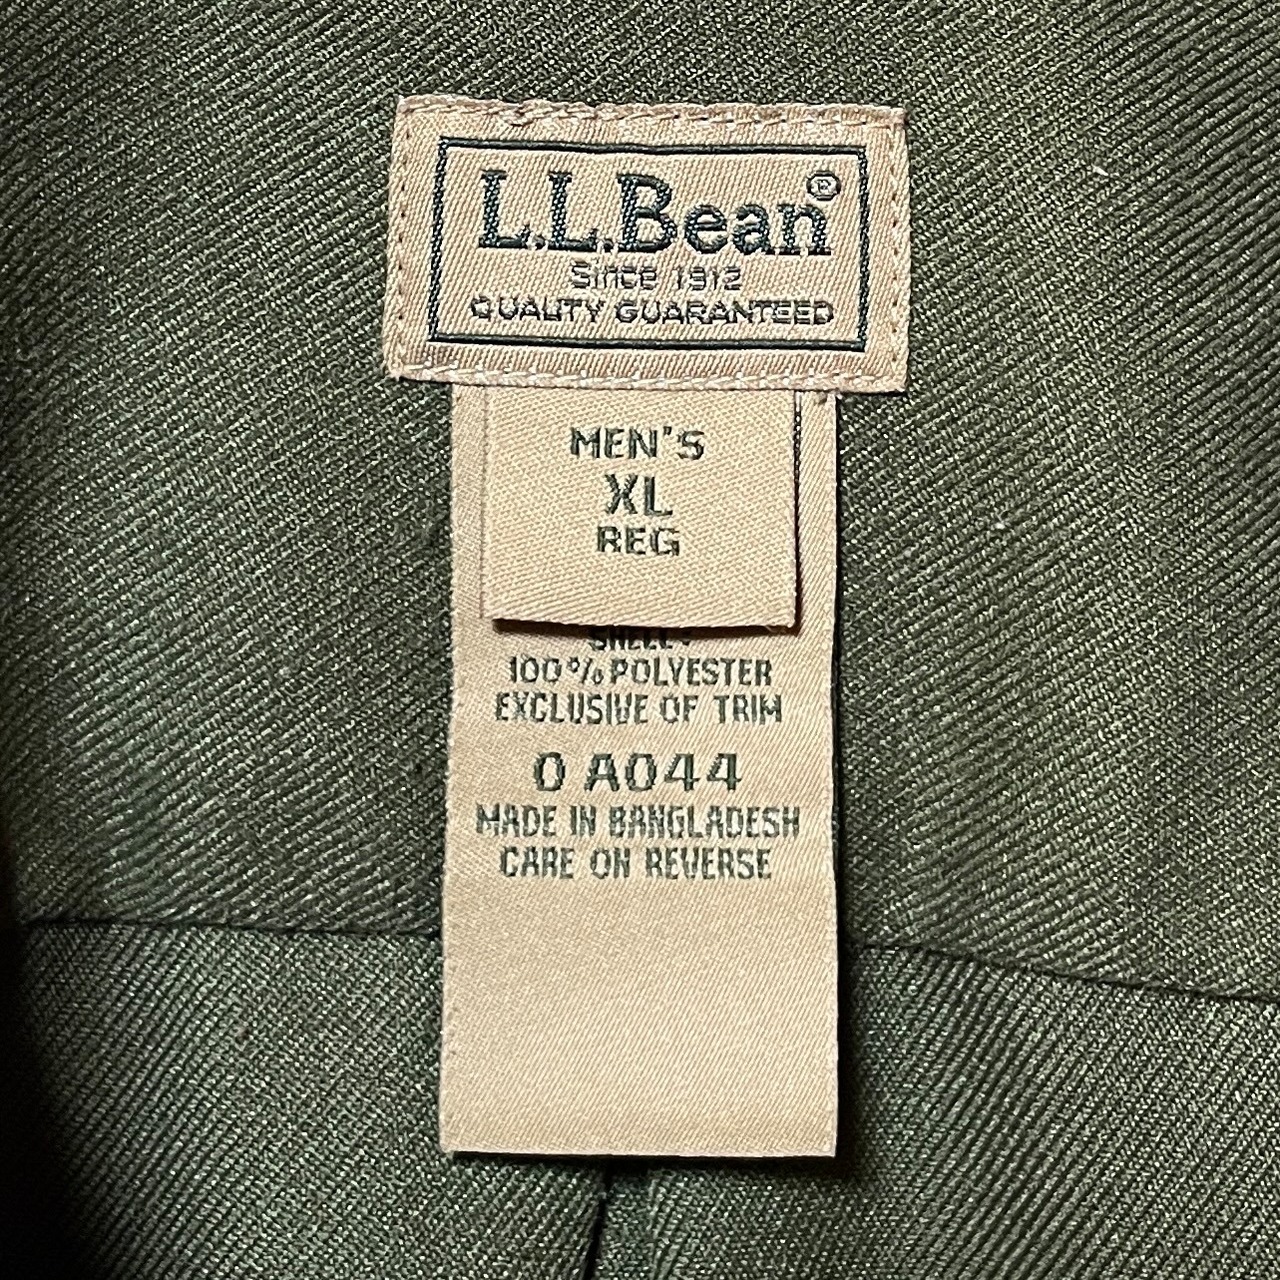 L.L.Bean®
Since 1912
QUALITY GUARANTEED
MEN'S
XL
REG
SHELL:
100% POLYESTER
EXCLUSIVE OF TRIM
0 A044
MADE IN BANGLADESH
CARE ON REVERSE